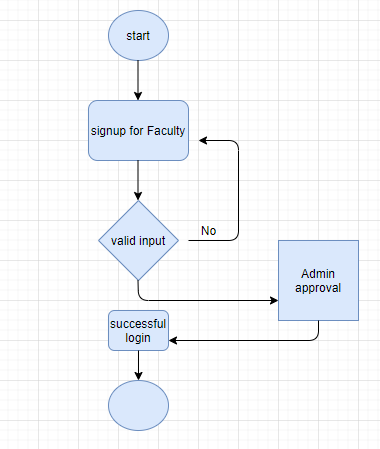 start
signup for Faculty
No
valid input
Admin
approval
successful
login